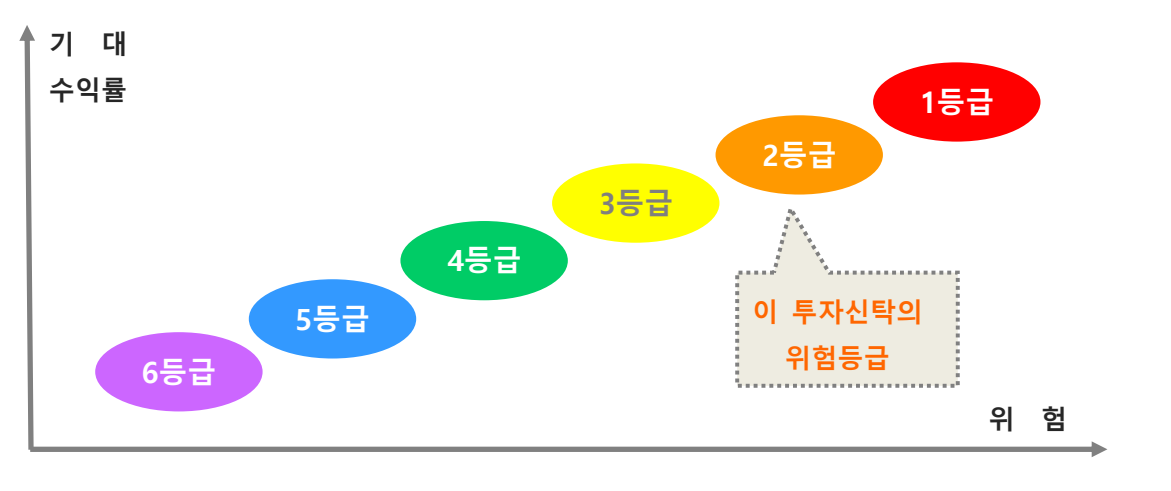 기 대
수익률
1등급
2등급
3등급
4등급
5등급
6등급
이 투자신탁의
위험등급
위 험